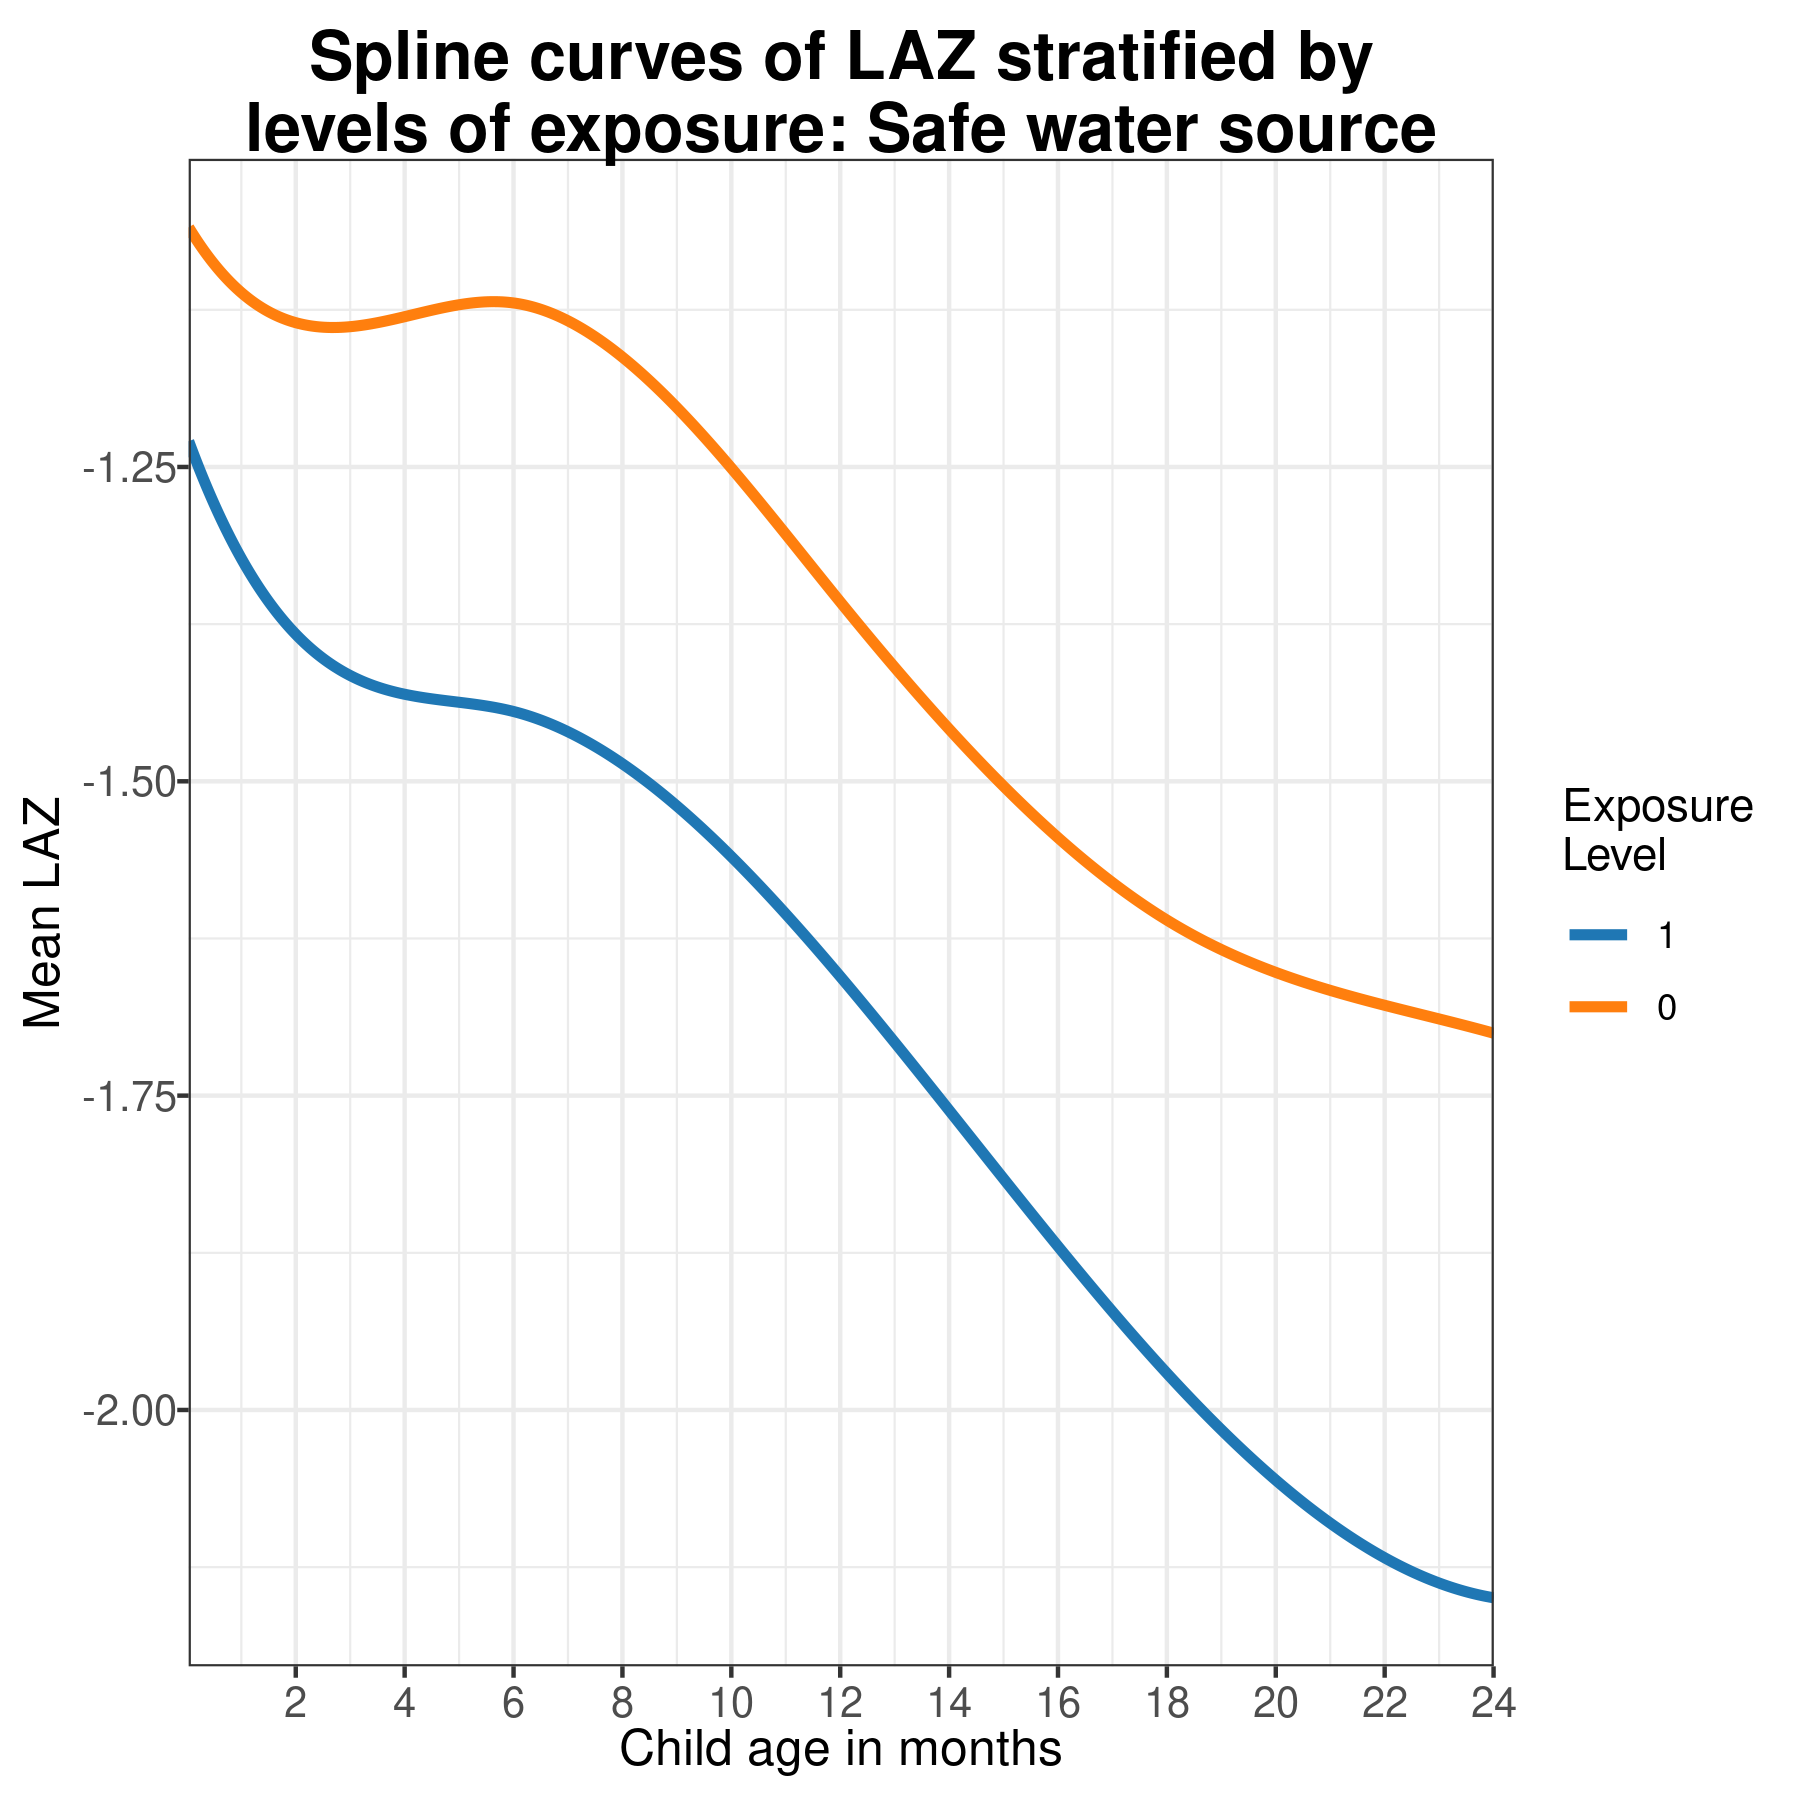 Spline curves of LAZ stratified by
levels of exposure: Safe water source
Mean LAZ
-1.25
-1.50
-1.75
-2.00
2 4 6 8 10 12 14 16 18 20 22 24
Child age in months
Exposure
Level
1
0